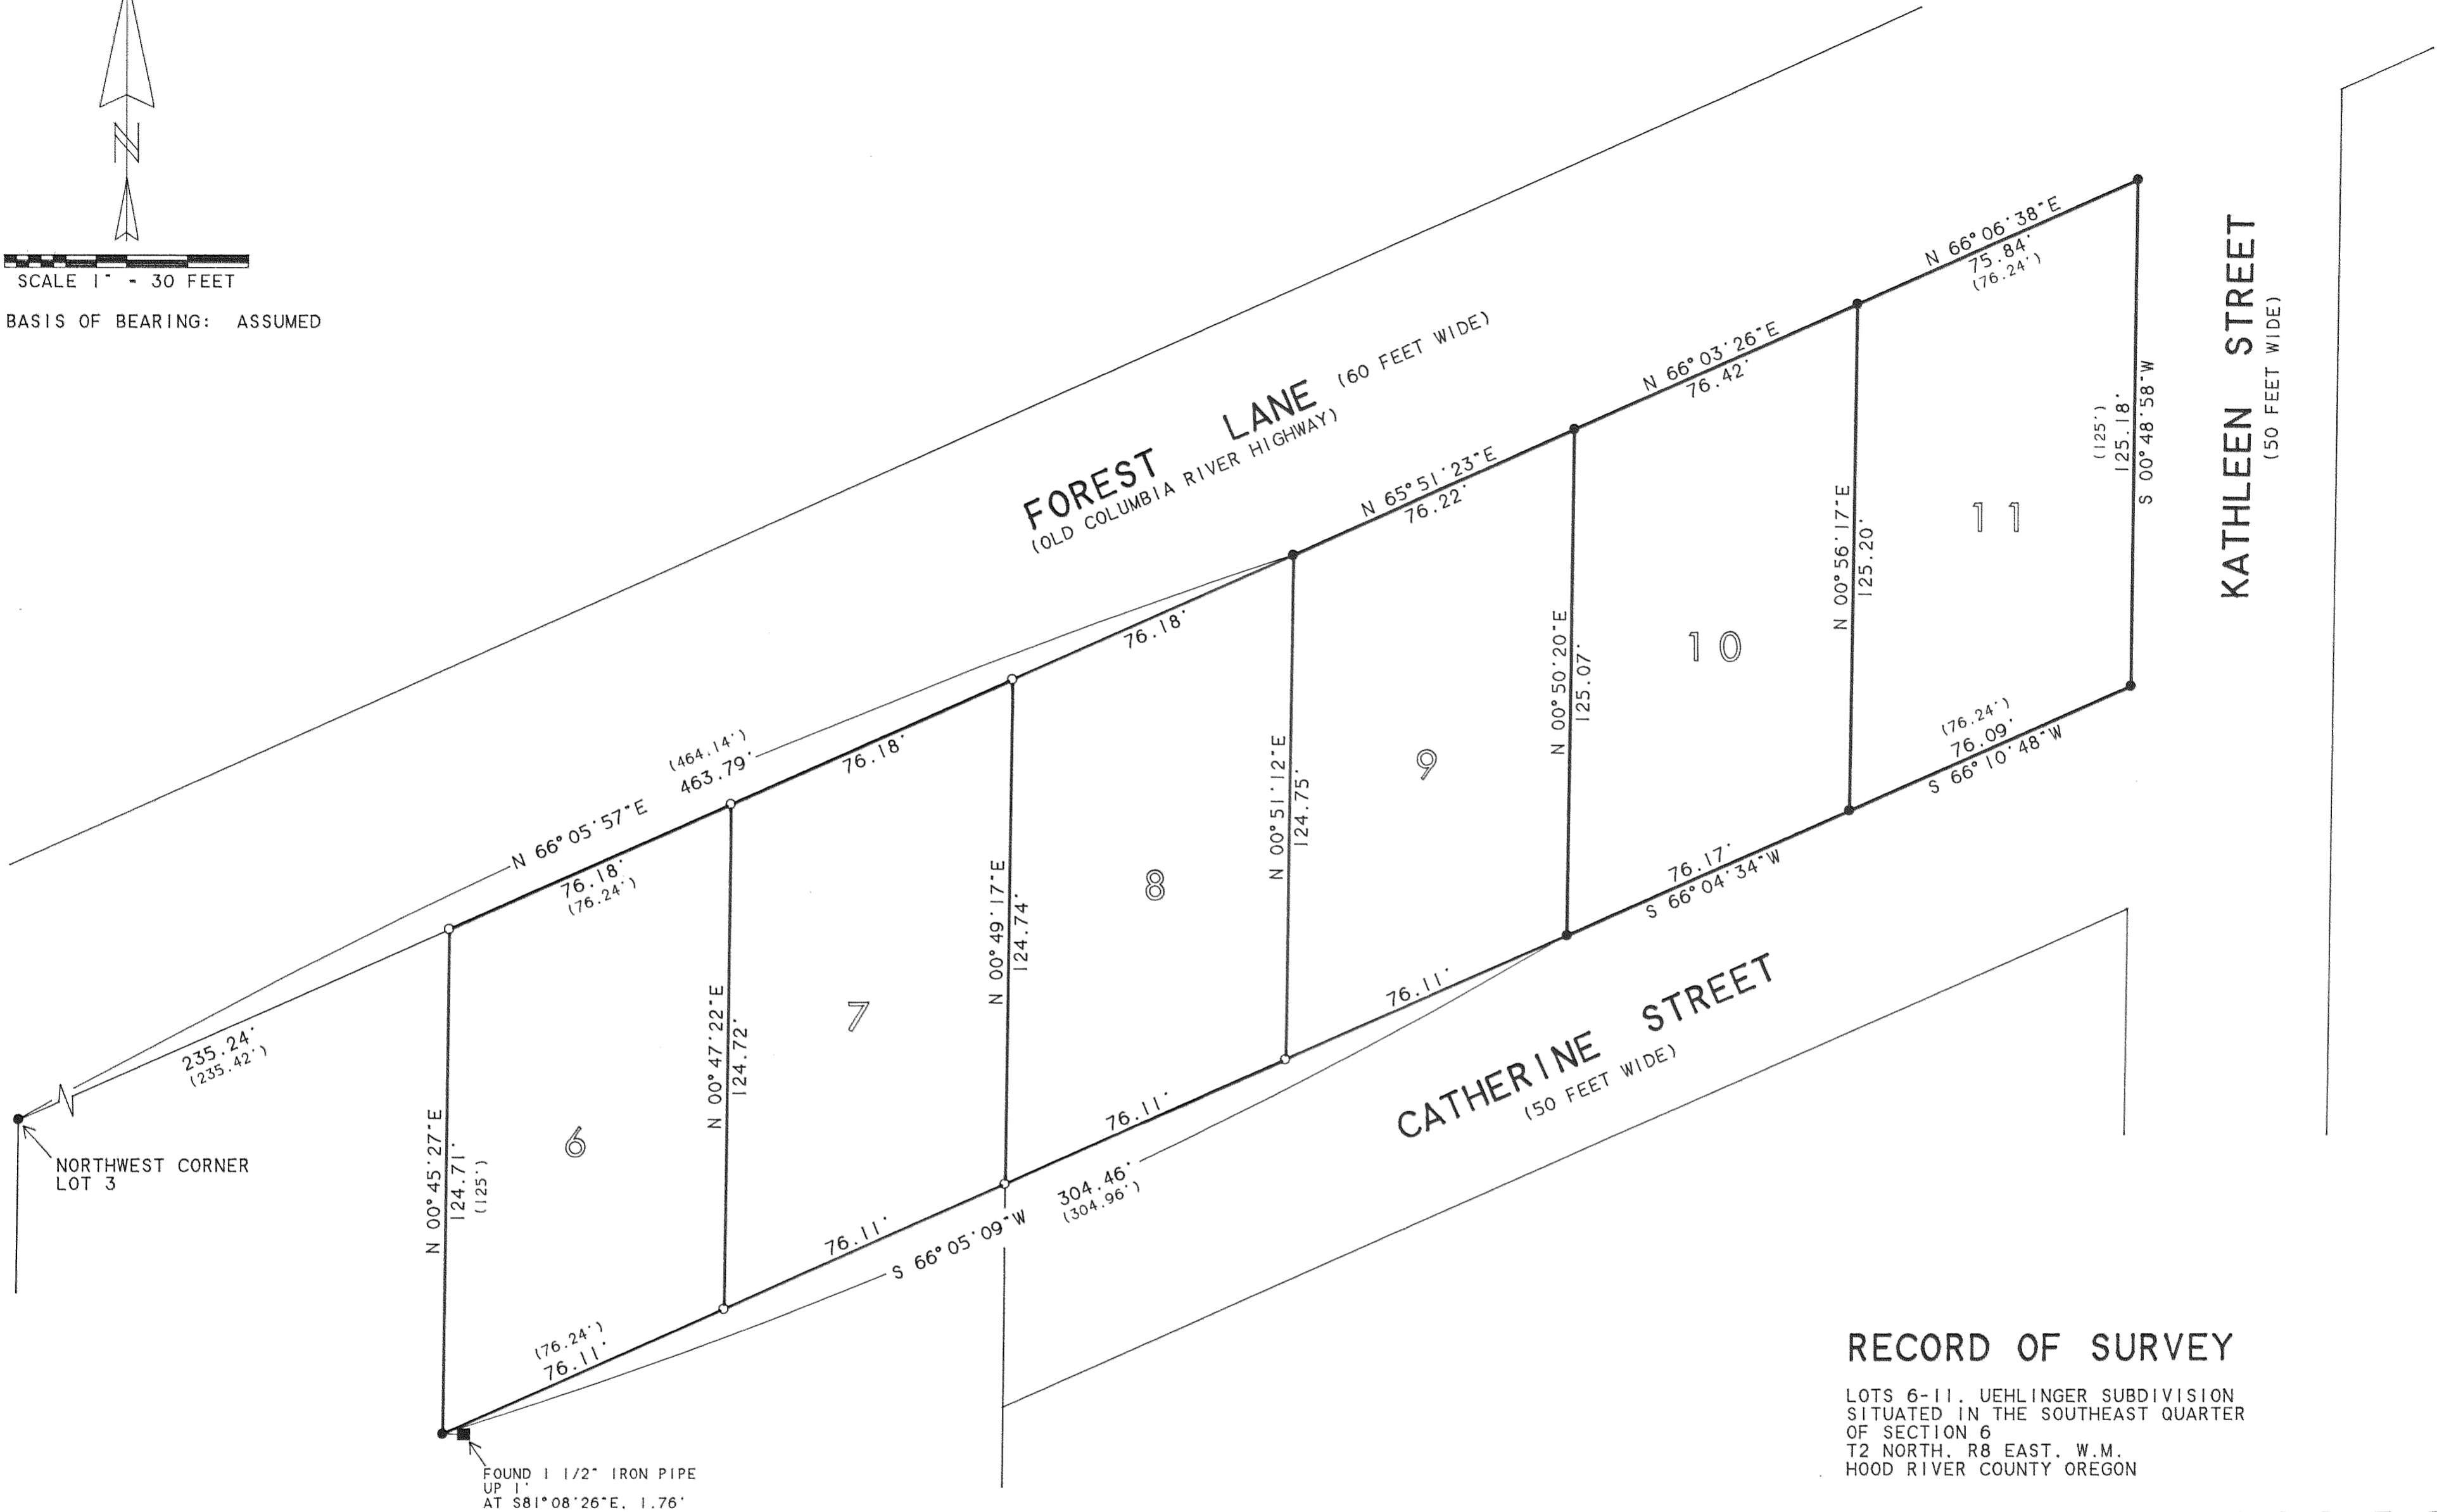 N
SCALE 1" - 30 FEET
BASIS OF BEARING: ASSUMED
FOREST LANE (60 FEET WIDE)
(OLD COLUMBIA RIVER HIGHWAY)
KATHLEEN STREET
(50 FEET WIDE)
N 66°06'38"E
75.84'
(76.24')
N 66°03'26"E
76.42'
N 65°51'23"E
76.22'
76.18'
76.18'
(464.14')
N 66°05'57"E 463.79'
76.18'
(76.24')
235.24'
(235.42')
NORTHWEST CORNER
LOT 3
N 00°45'27"E
124.71'
(125')
6
N 00°47'22"E
124.72'
7
N 00°49'17"E
124.74'
8
N 00°51'12"E
124.75'
9
N 00°50'20"E
125.07'
10
N 00°56'17"E
125.20'
11
(125')
125.18'
S 00°48'58"W
(76.24')
76.09'
S 66°10'48"W
76.17'
S 66°04'34"W
76.11'
76.11'
76.11'
(76.24')
76.11'
S 66°05'09"W 304.46'
(304.96')
CATHERINE STREET
(50 FEET WIDE)
FOUND 1 1/2" IRON PIPE
UP 1'
AT S81°08'26"E, 1.76'
RECORD OF SURVEY
LOTS 6-11, UEHLINGER SUBDIVISION
SITUATED IN THE SOUTHEAST QUARTER
OF SECTION 6
T2 NORTH, R8 EAST, W.M.
HOOD RIVER COUNTY OREGON